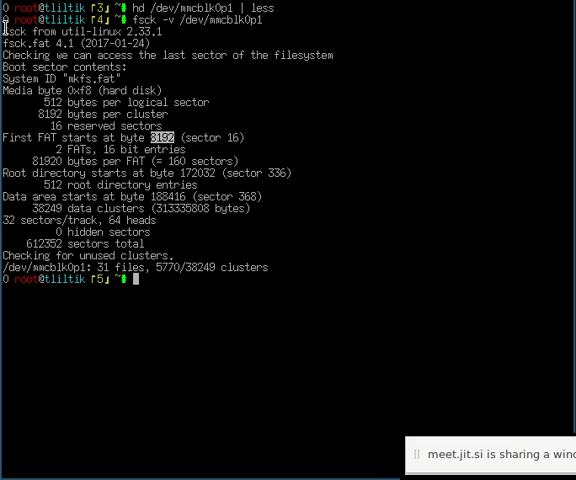 0 root@tliltik ｢3｣ ~# hd /dev/mmcblk0p1 | less
0 root@tliltik ｢4｣ ~# fsck -v /dev/mmcblk0p1
fsck from util-linux 2.33.1
fsck.fat 4.1 (2017-01-24)
Checking we can access the last sector of the filesystem
Boot sector contents:
System ID "mkfs.fat"
Media byte 0xf8 (hard disk)
512 bytes per logical sector
8192 bytes per cluster
16 reserved sectors
First FAT starts at byte 8192 (sector 16)
2 FATs, 16 bit entries
81920 bytes per FAT (= 160 sectors)
Root directory starts at byte 172032 (sector 336)
512 root directory entries
Data area starts at byte 188416 (sector 368)
38249 data clusters (313335808 bytes)
32 sectors/track, 64 heads
0 hidden sectors
612352 sectors total
Checking for unused clusters.
/dev/mmcblk0p1: 31 files, 5770/38249 clusters
0 root@tliltik ｢5｣ ~#
meet.jit.si is sharing a wind